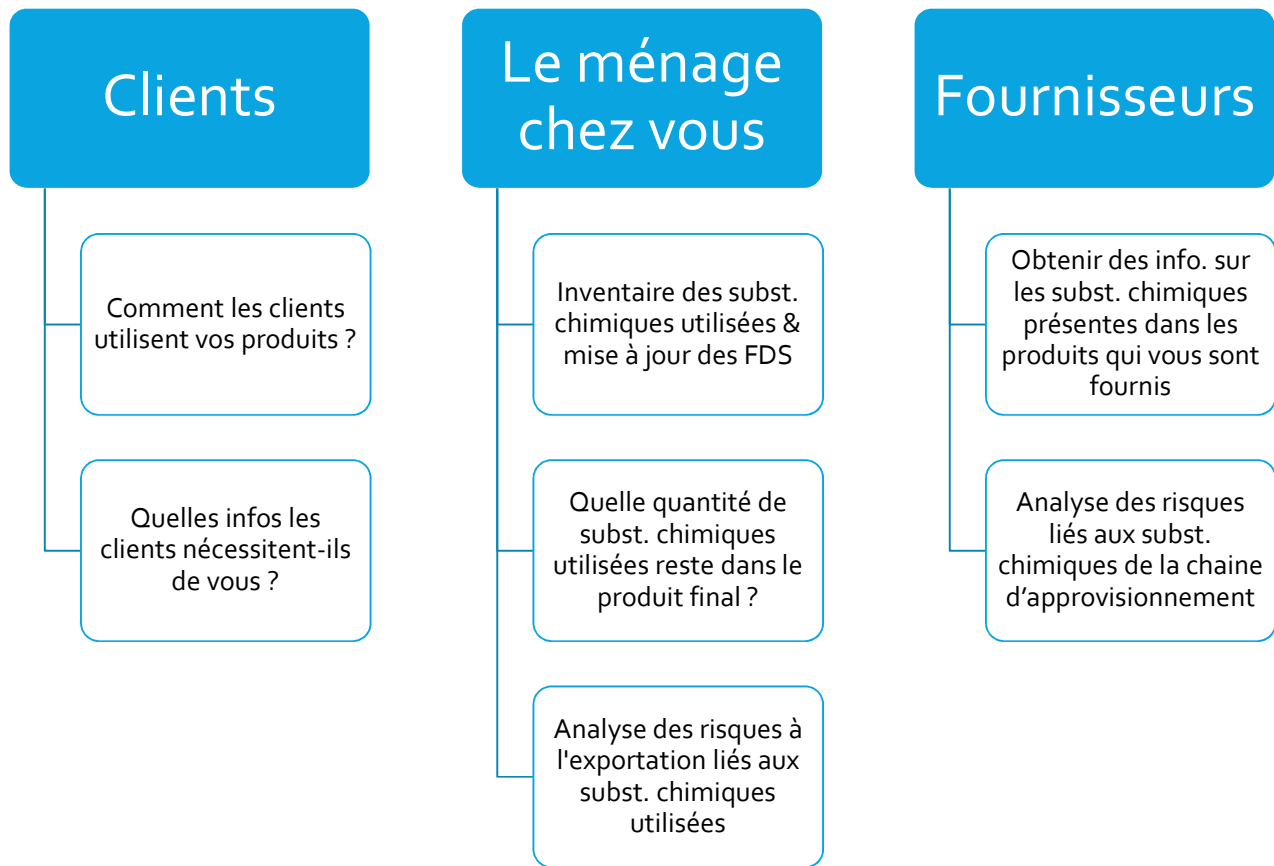 Clients
Comment les clients
utilisent vos produits ?
Quelles infos les
clients nécessitent-ils
de vous ?
Le ménage
chez vous
Inventaire des subst.
chimiques utilisées &
mise à jour des FDS
Quelle quantité de
subst. chimiques
utilisées reste dans le
produit final ?
Analyse des risques à
l'exportation liés aux
subst. chimiques
utilisées
Fournisseurs
Obtenir des info. sur
les subst. chimiques
présentes dans les
produits qui vous sont
fournis
Analyse des risques
liés aux subst.
chimiques de la chaine
d’approvisionnement